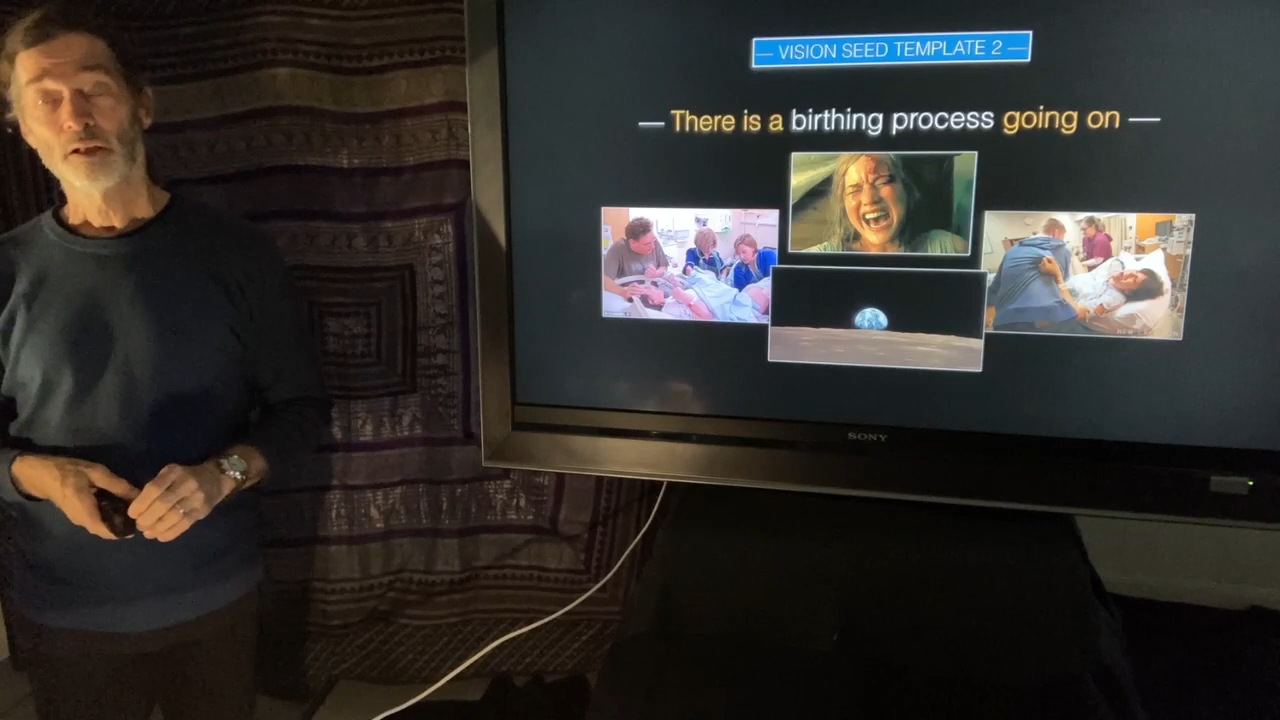 — VISION SEED TEMPLATE 2 —
— There is a birthing process going on —
SONY